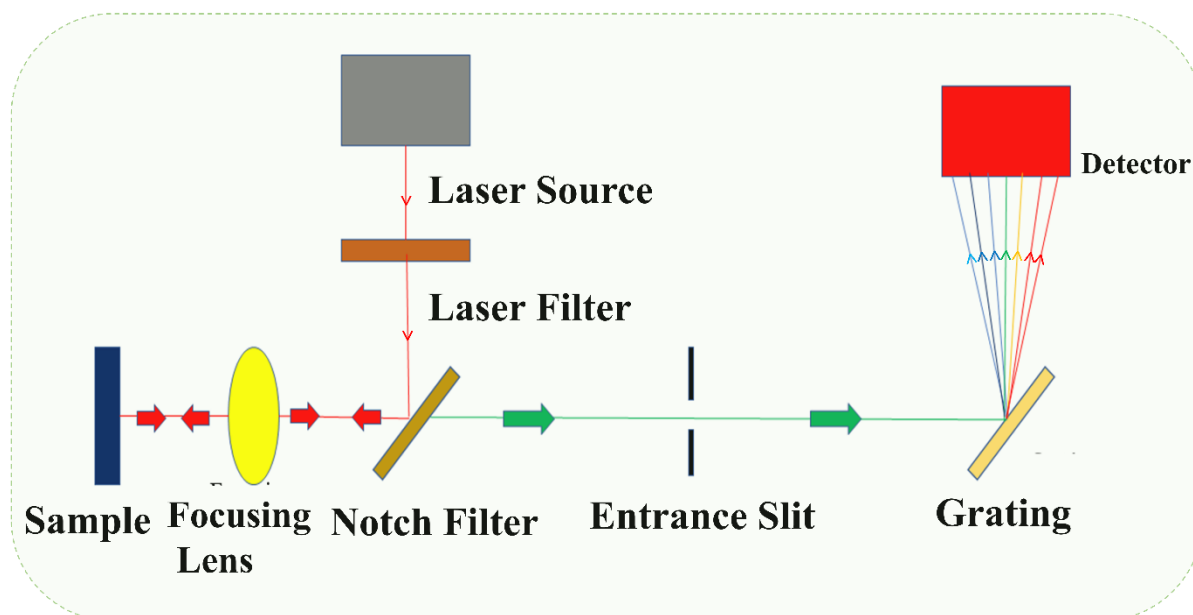 Detector
Laser Source
Laser Filter
Sample
Focusing
Lens
Notch Filter
Entrance Slit
Grating